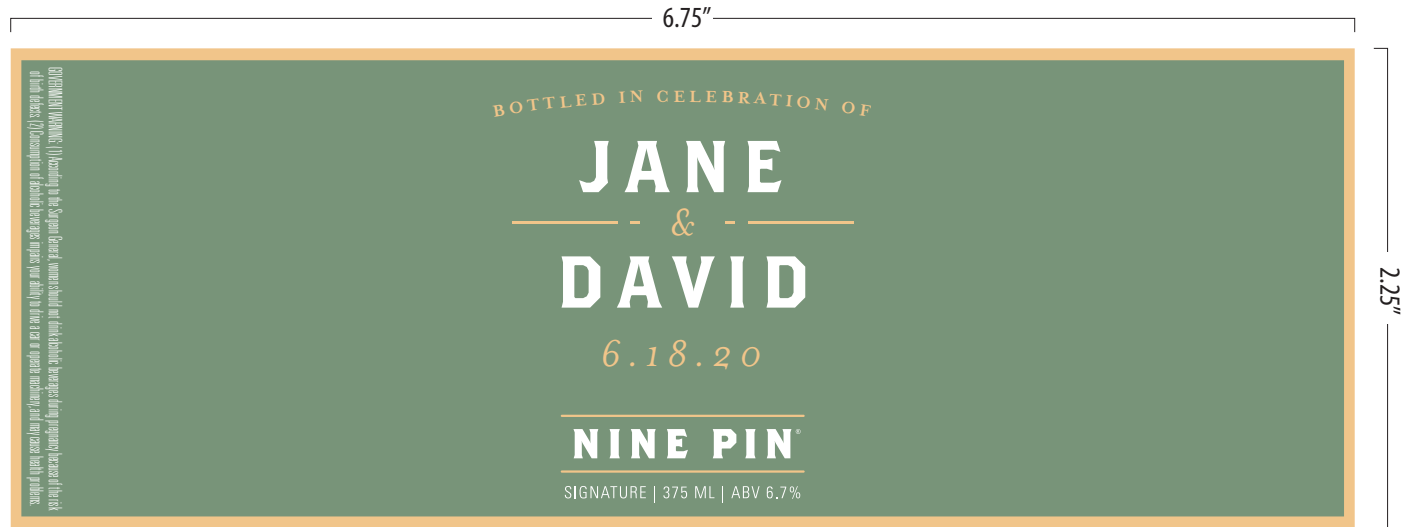 6.75”
BOTTLED IN CELEBRATION OF
JANE
&
DAVID
6.18.20
NINE PIN®
SIGNATURE | 375 ML | ABV 6.7%
GOVERNMENT WARNING: (1) According to the Surgeon General, women should not drink alcoholic beverages during pregnancy because of the risk
of birth defects. (2) Consumption of alcoholic beverages impairs your ability to drive a car or operate machinery, and may cause health problems.
2.25”